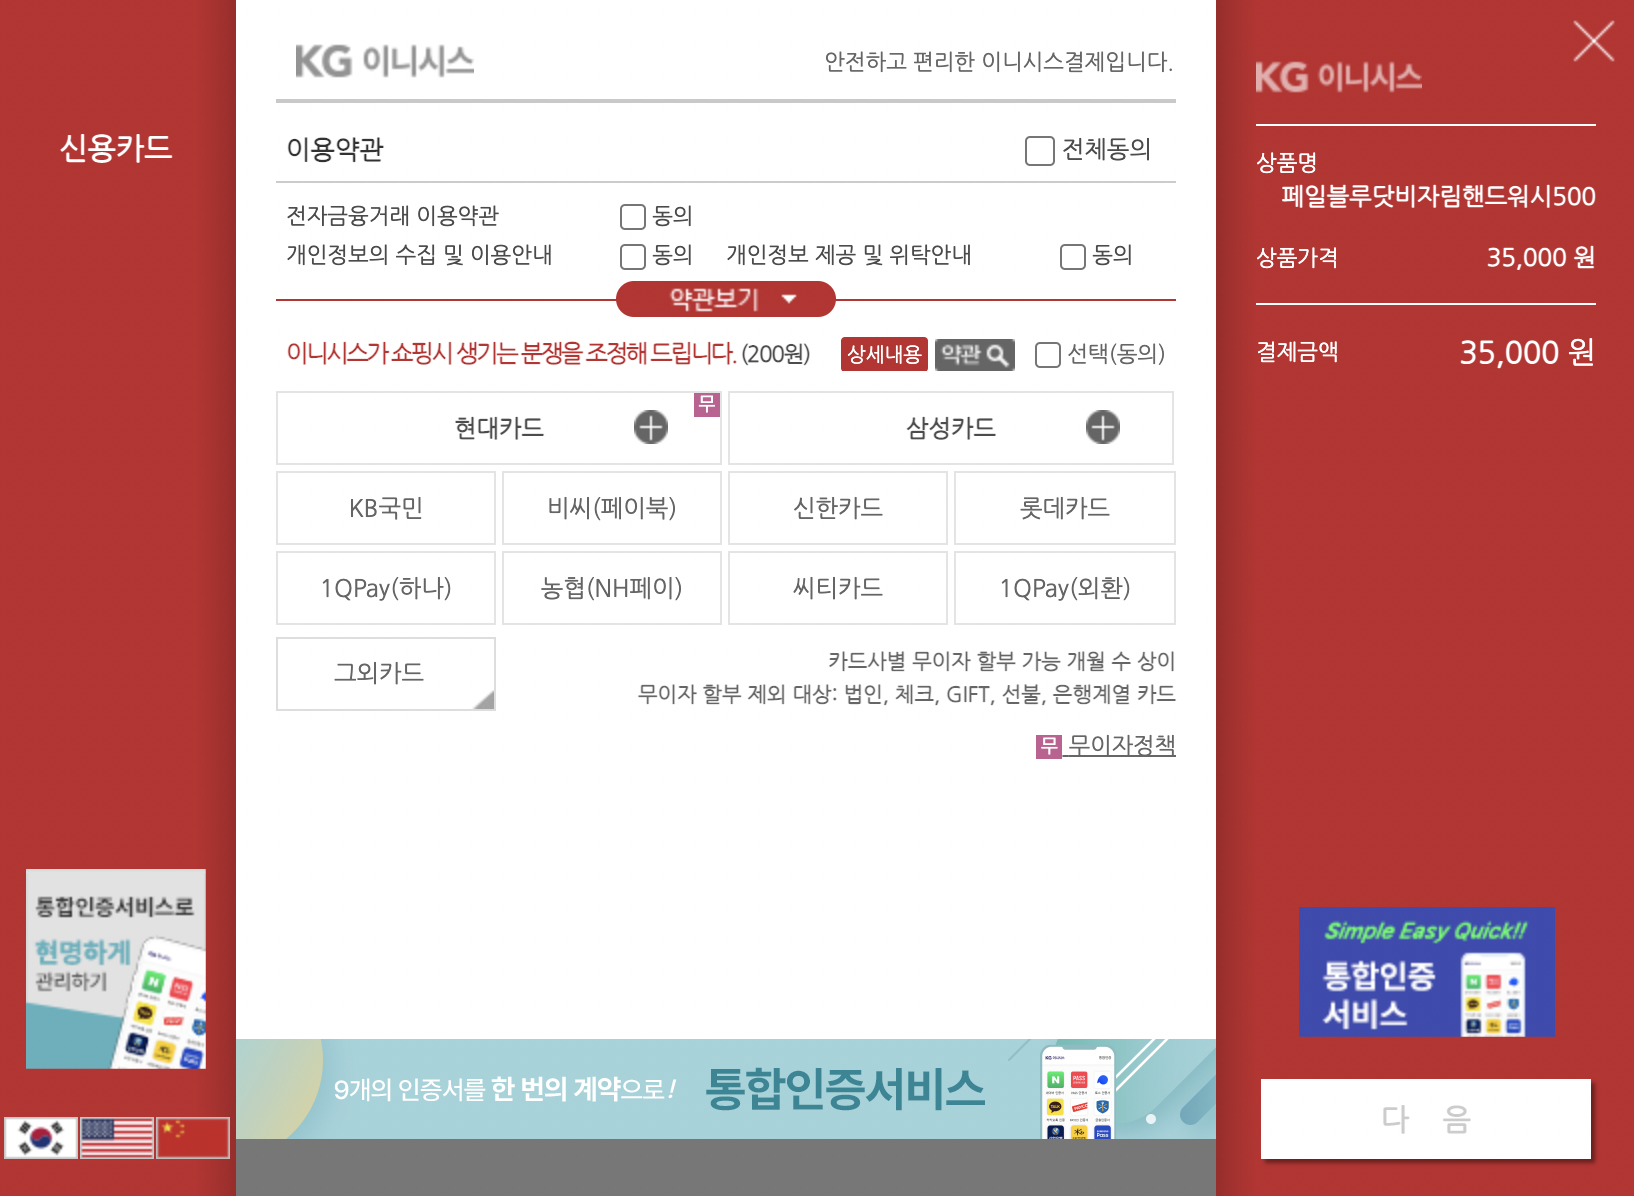 신용카드
KG 이니시스
안전하고 편리한 이니시스결제입니다.
이용약관
전체동의
전자금융거래 이용약관
동의
개인정보의 수집 및 이용안내
동의
개인정보 제공 및 위탁안내
동의
약관보기
이니시스가 쇼핑시 생기는 분쟁을 조정해 드립니다. (200원)
상세내용
약관
선택(동의)
현대카드
무
삼성카드
KB국민
비씨(페이북)
신한카드
롯데카드
1QPay(하나)
농협(NH페이)
씨티카드
1QPay(외환)
그외카드
카드사별 무이자 할부 가능 개월 수 상이
무이자 할부 제외 대상: 법인, 체크, GIFT, 선불, 은행계열 카드
무 무이자정책
통합인증서비스로
현명하게
관리하기
9개의 인증서를 한 번의 계약으로!
통합인증서비스
KG 이니시스
상품명
페일블루닷비자림핸드워시500
상품가격
35,000 원
결제금액
35,000 원
Simple Easy Quick!!
통합인증
서비스
다 음